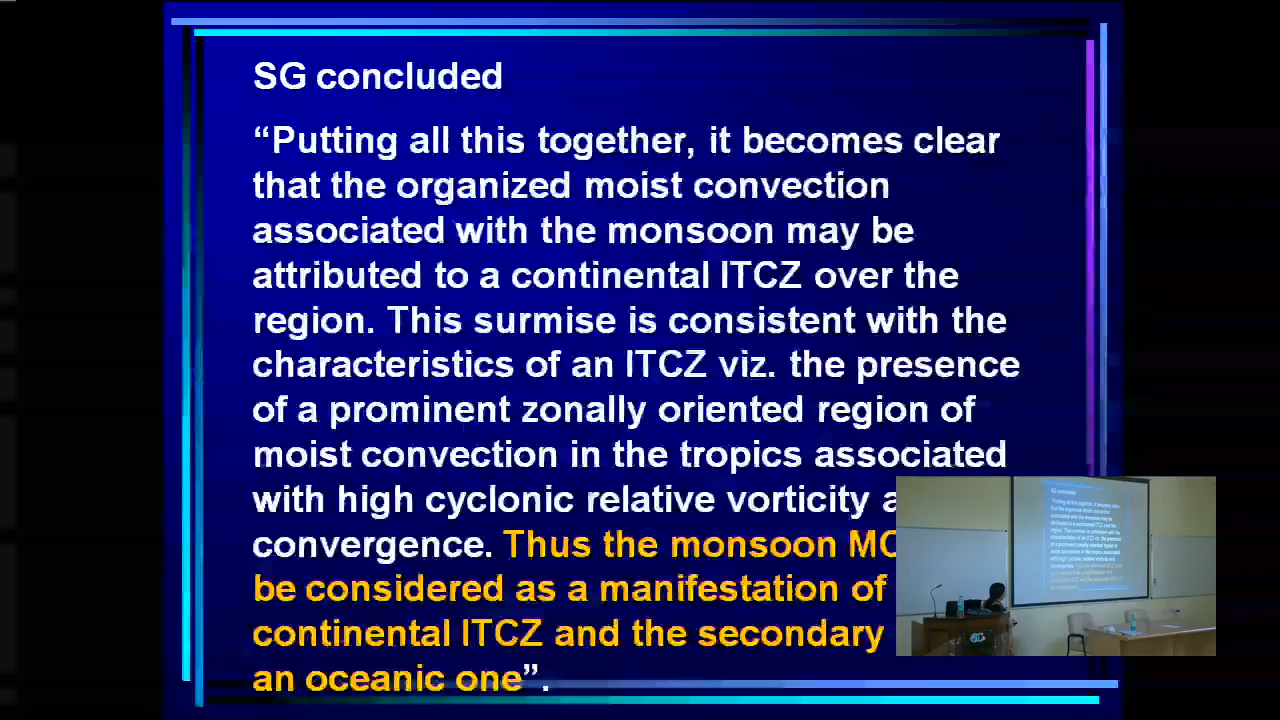 SG concluded
“Putting all this together, it becomes clear
that the organized moist convection
associated with the monsoon may be
attributed to a continental ITCZ over the
region. This surmise is consistent with the
characteristics of an ITCZ viz. the presence
of a prominent zonally oriented region of
moist convection in the tropics associated
with high cyclonic relative vorticity
convergence. Thus the monsoon
be considered as a manifestation of
continental ITCZ and the secondary
an oceanic one”.